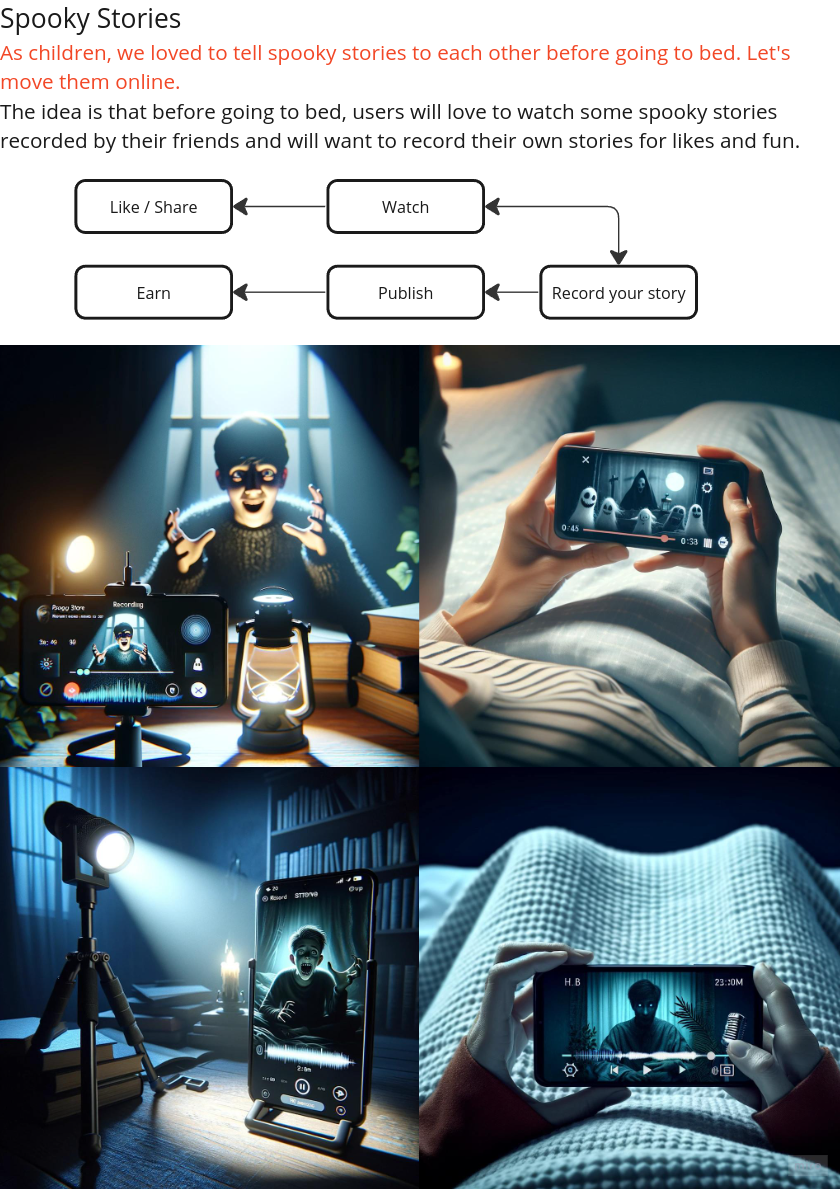 Spooky Stories
As children, we loved to tell spooky stories to each other before going to bed. Let's
move them online.
The idea is that before going to bed, users will love to watch some spooky stories
recorded by their friends and will want to record their own stories for likes and fun.
Like / Share
Watch
Earn
Publish
Record your story
Recording
0:45
0:53
H.B